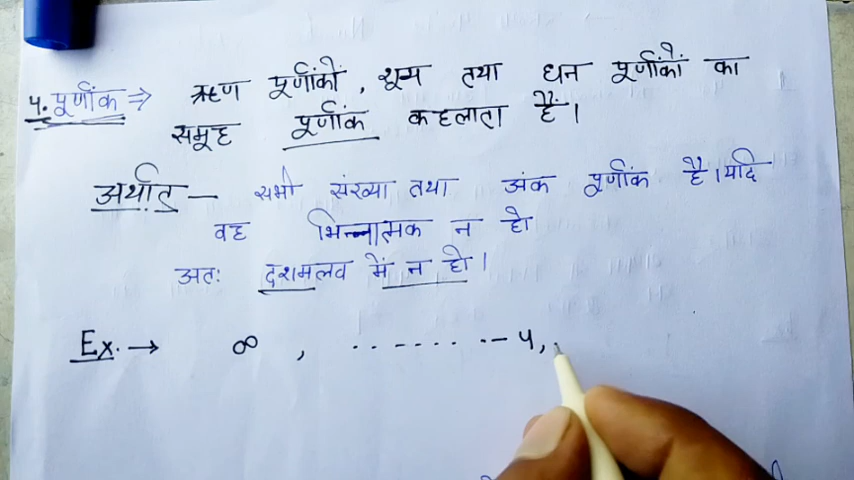 4. पूर्णांक ⇒ ऋण पूर्णांकों, शून्य तथा धन पूर्णांकों का
समूह पूर्णांक कहलाता है।
अर्थात् — सभी संख्या तथा अंक पूर्णांक है। यदि
वह भिन्नात्मक न हो
अतः दशमलव में न हो।
Ex. → ∞ , ........ -4,